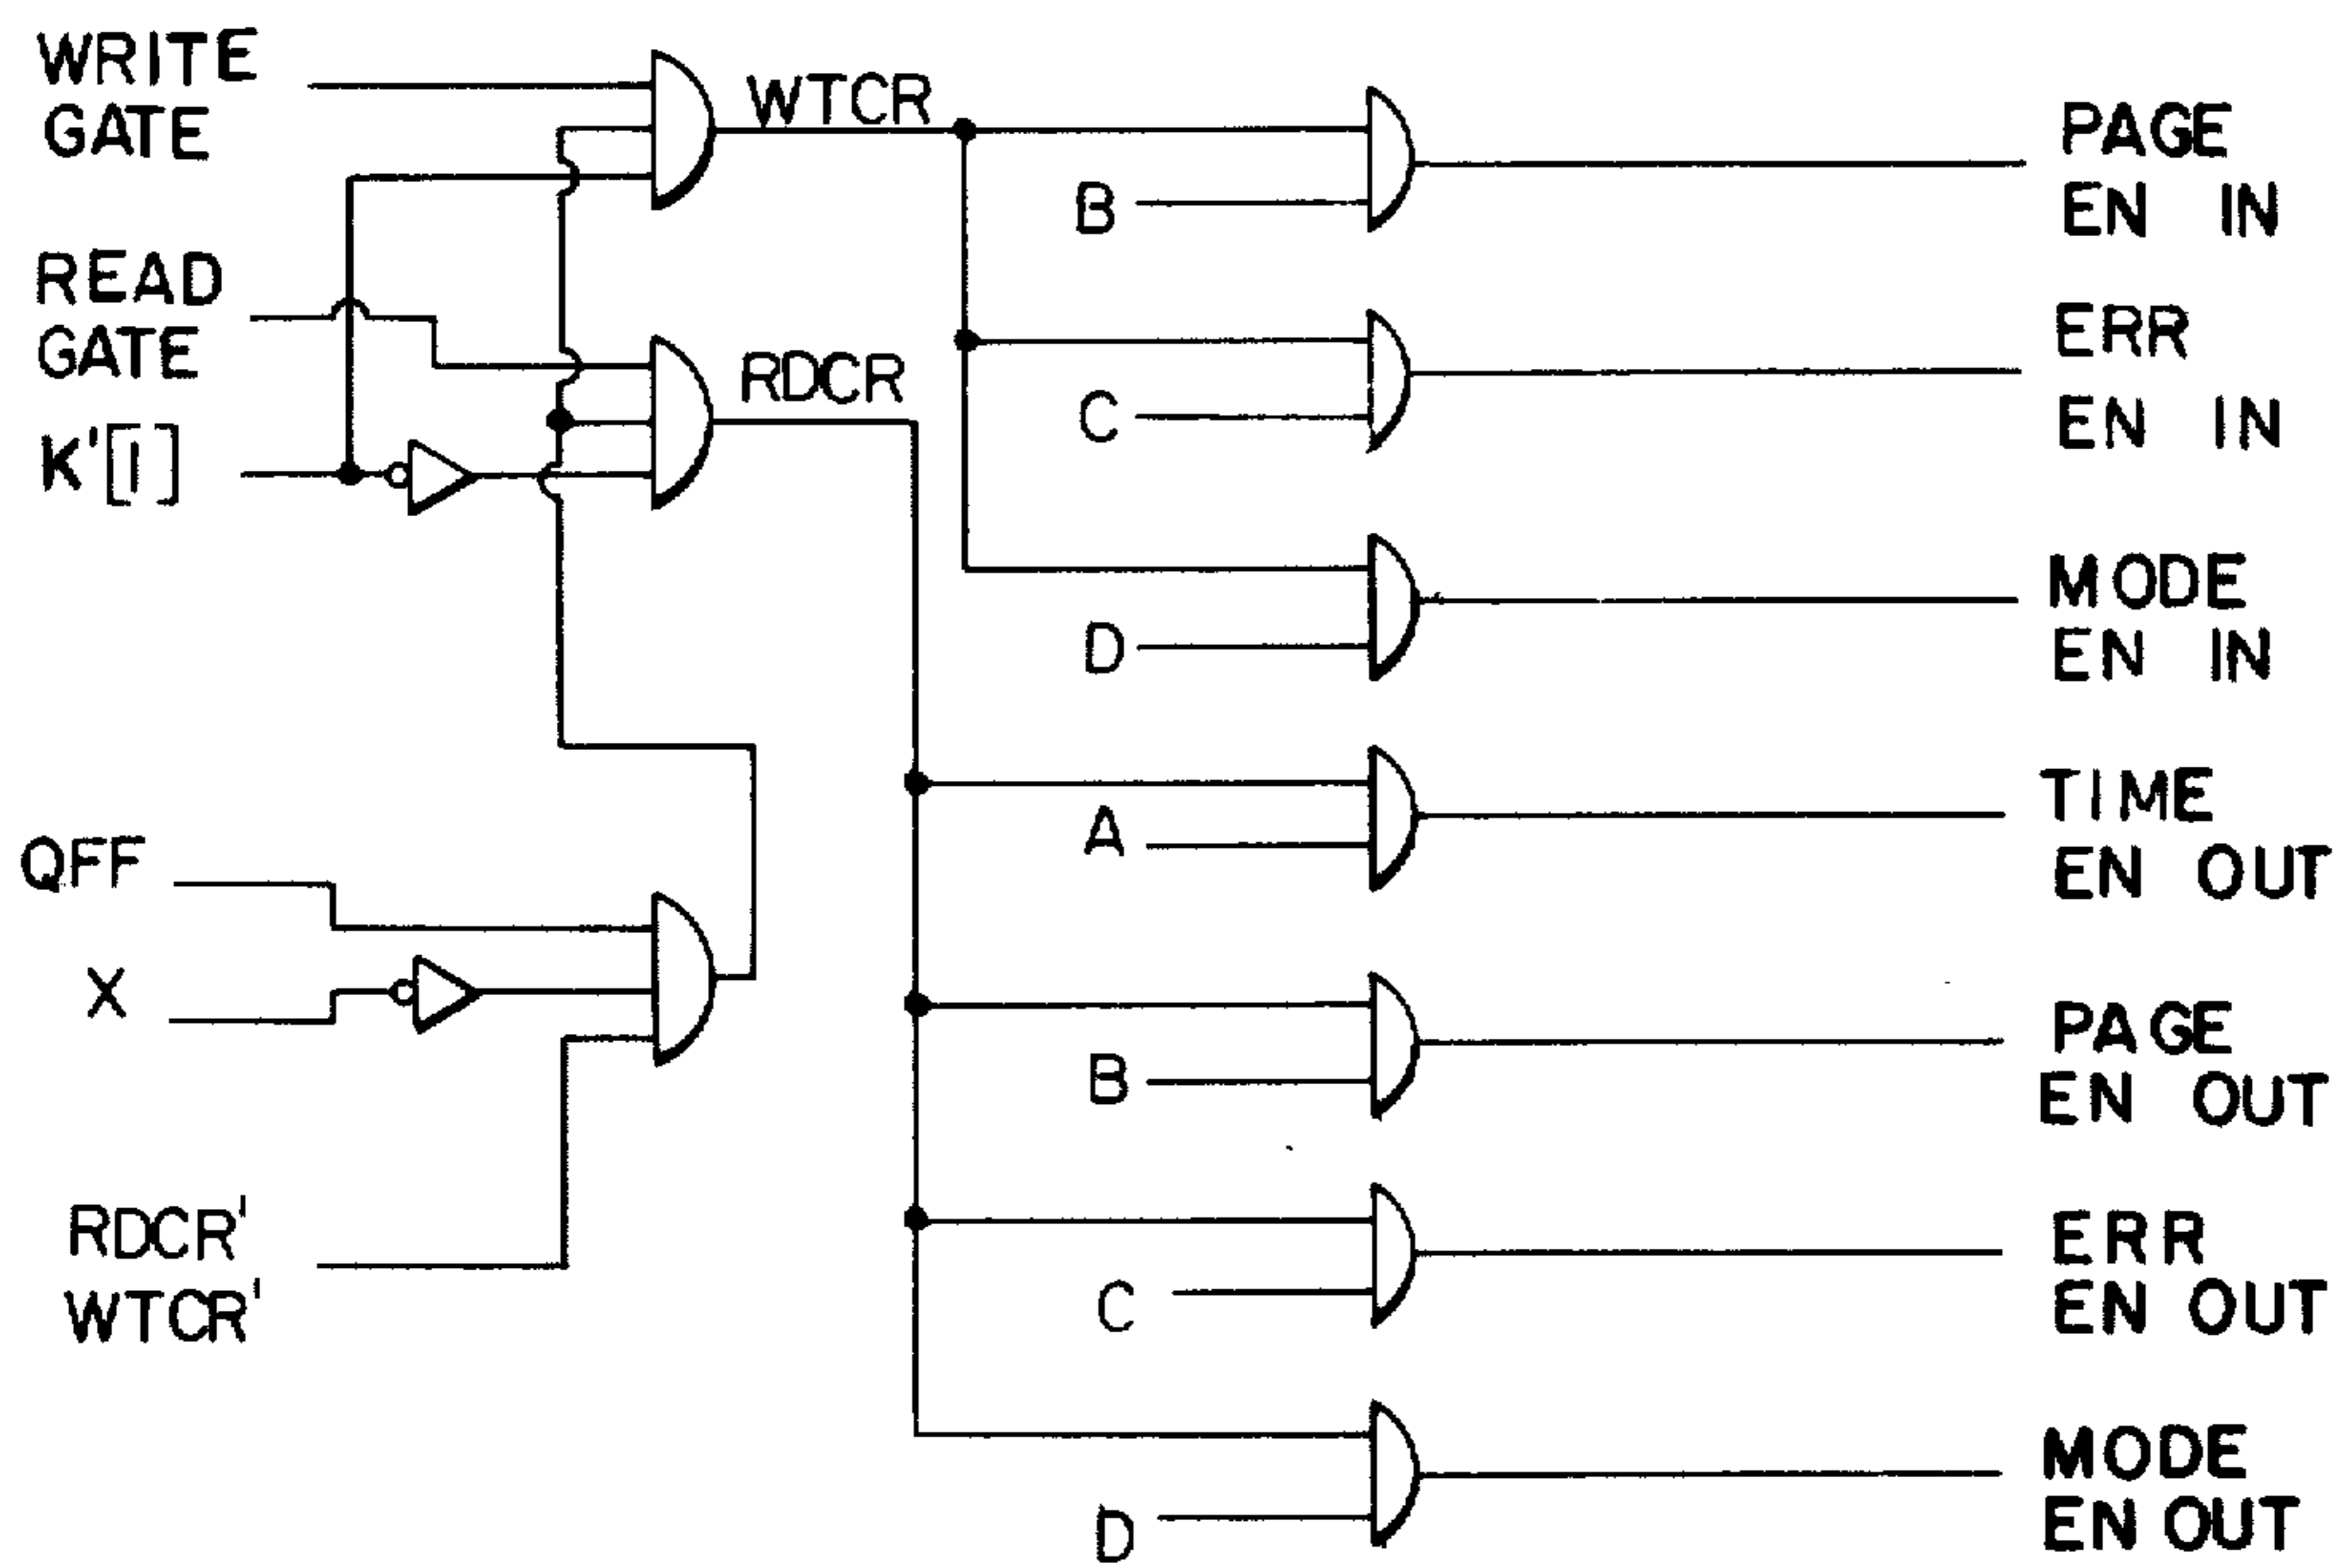 WRITE
GATE
READ
GATE
K'[1]
QFF
X
RDCR'
WTCR'
WTCR
RDCR
B
C
D
A
B
C
D
PAGE
EN IN
ERR
EN IN
MODE
EN IN
TIME
EN OUT
PAGE
EN OUT
ERR
EN OUT
MODE
EN OUT